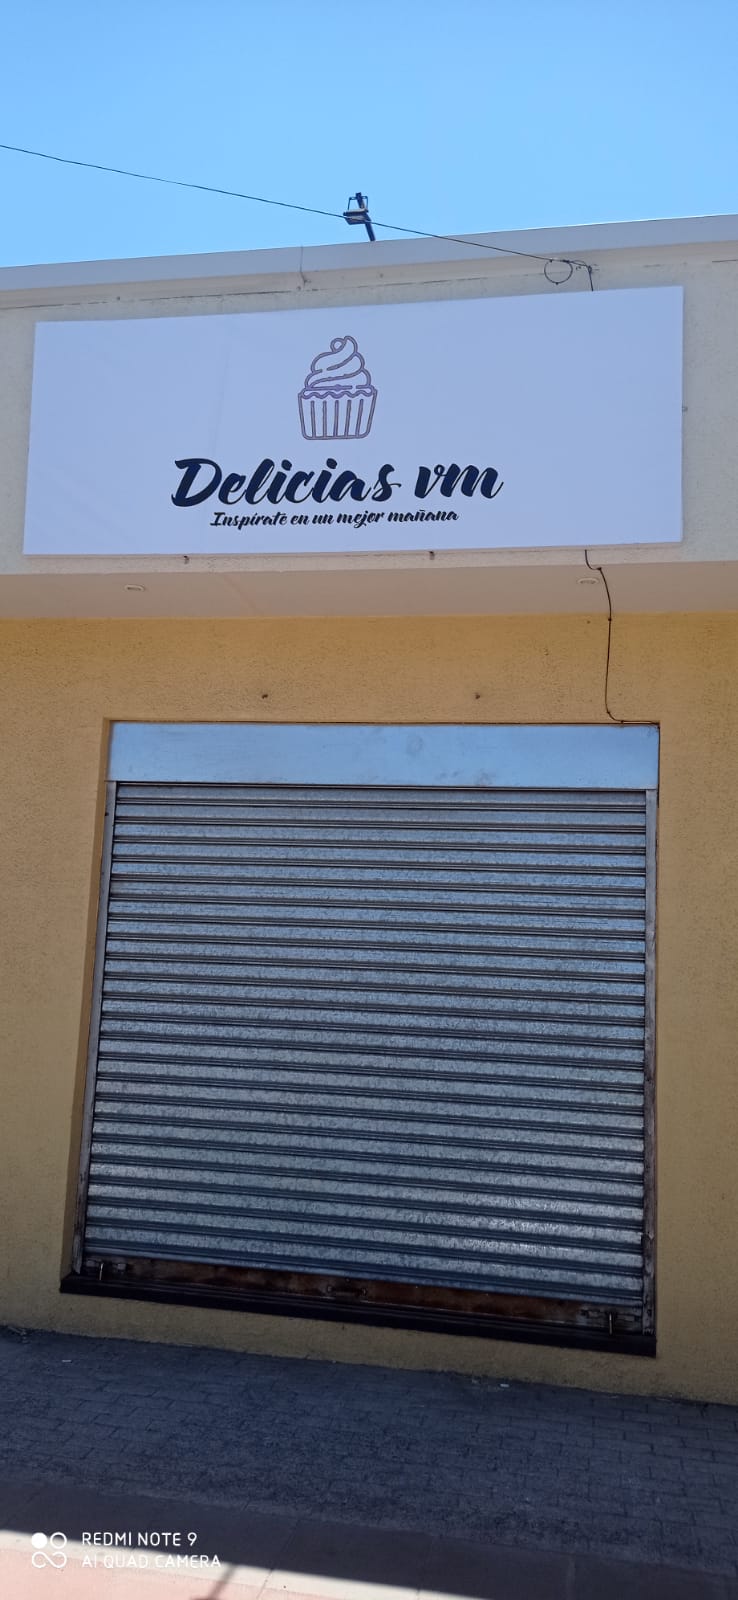 Delicias vm
Inspírate en un mejor mañana
REDMI NOTE 9
AI QUAD CAMERA